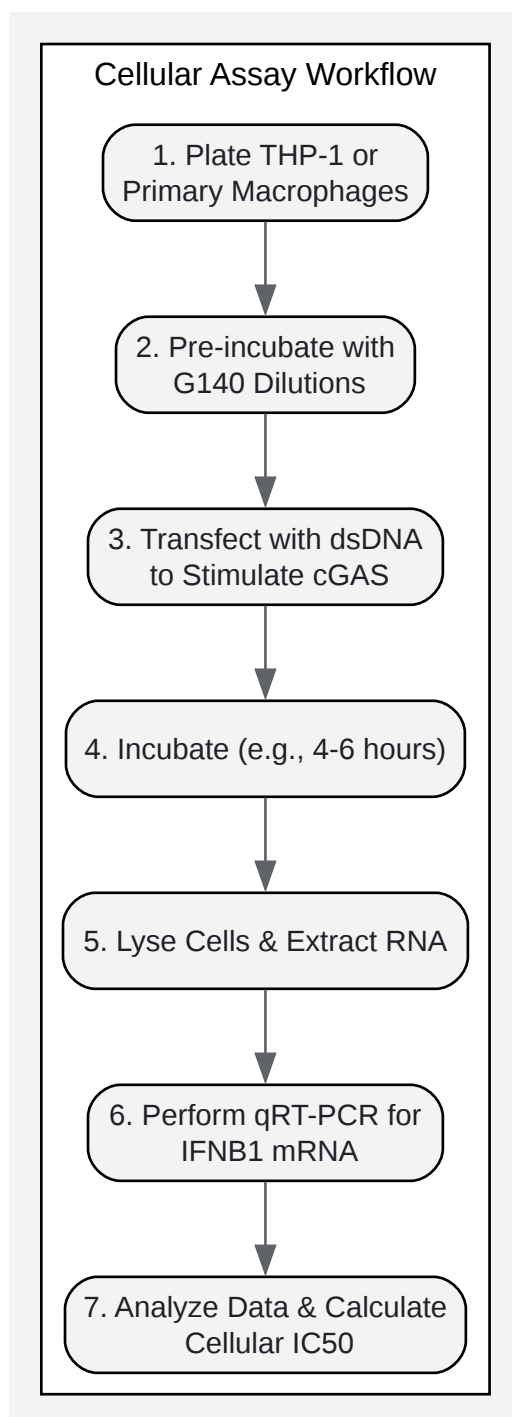 Cellular Assay Workflow
1. Plate THP-1 or
Primary Macrophages
2. Pre-incubate with
G140 Dilutions
3. Transfect with dsDNA
to Stimulate cGAS
4. Incubate (e.g., 4-6 hours)
5. Lyse Cells & Extract RNA
6. Perform qRT-PCR for
IFNB1 mRNA
7. Analyze Data & Calculate
Cellular IC50